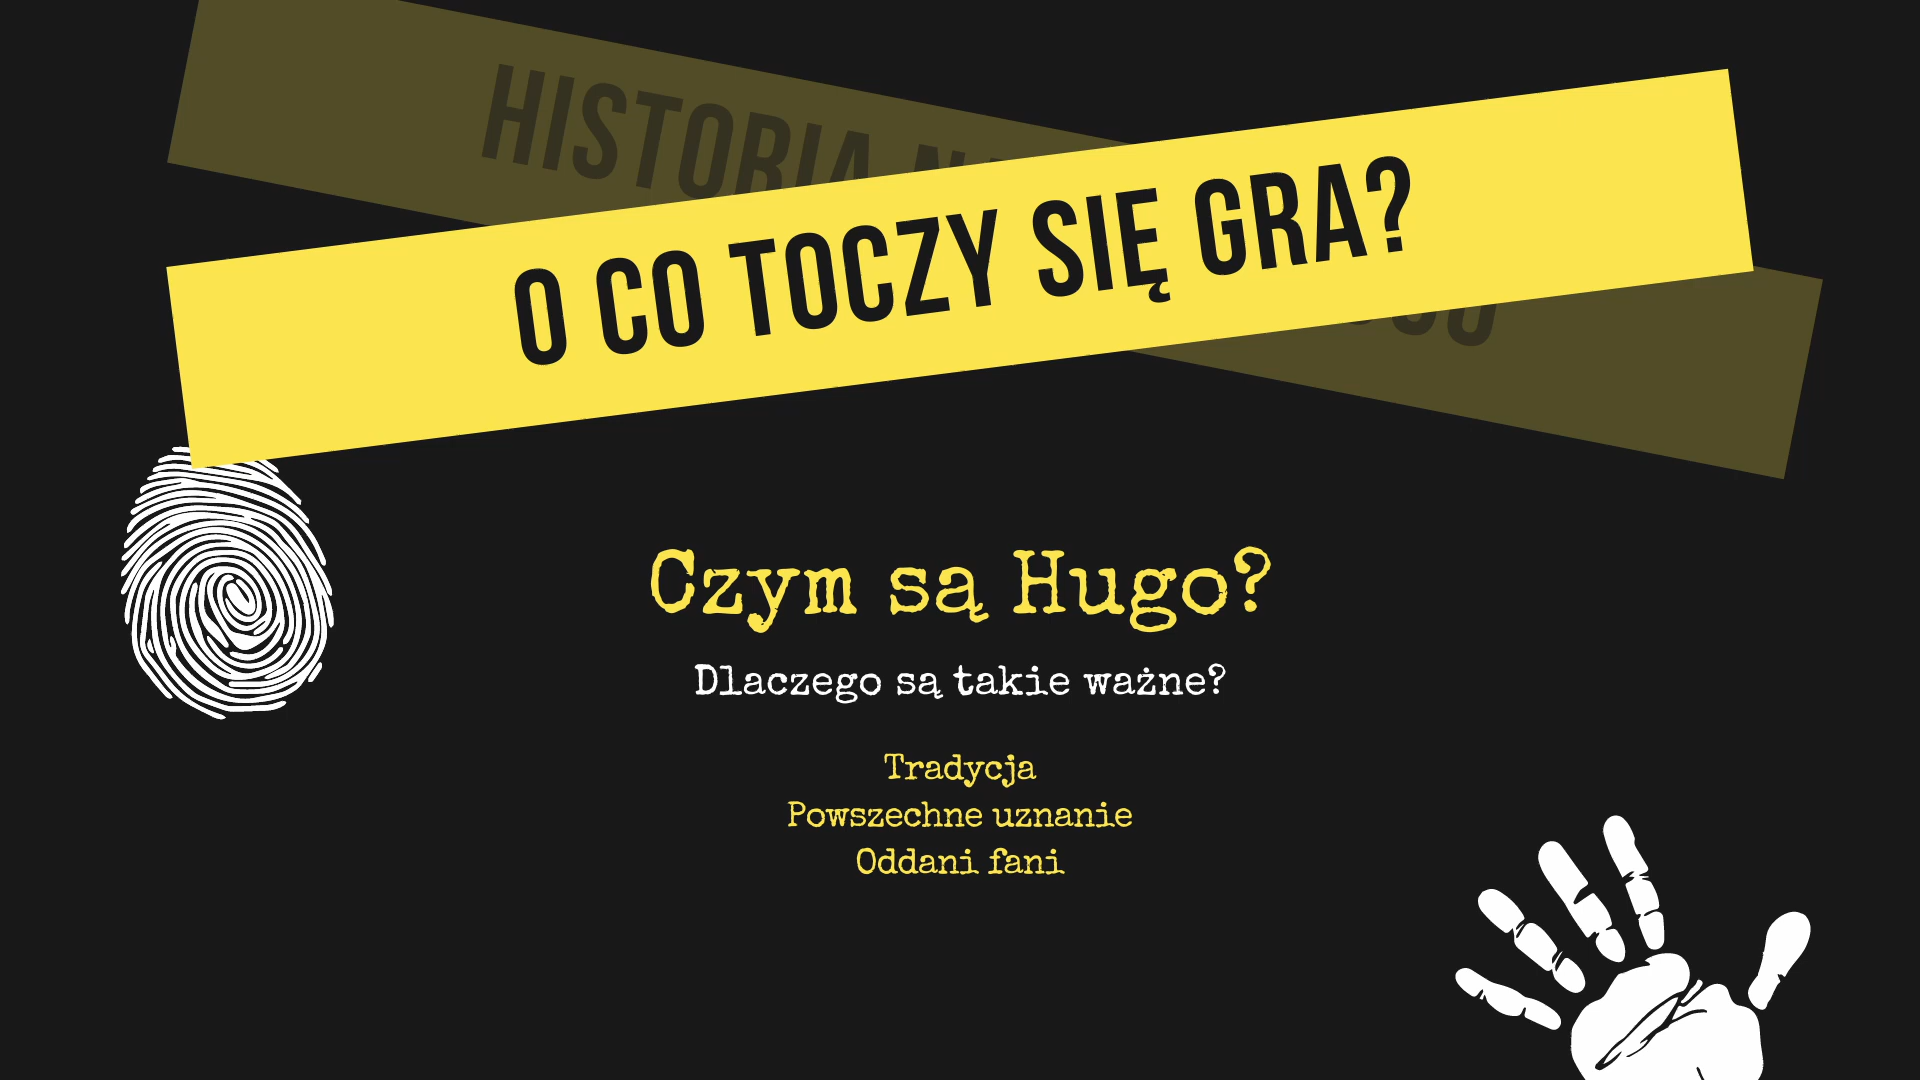 HISTORIA
O CO TOCZY SIĘ GRA?
Czym są Hugo?
Dlaczego są takie ważne?
Tradycja
Powszechne uznanie
Oddani fani